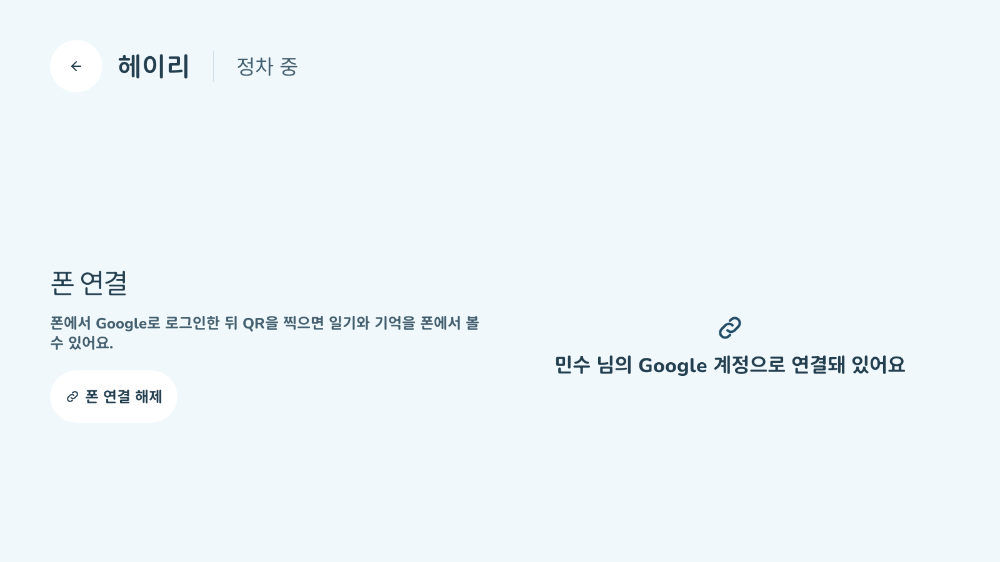 헤이리
정차 중
폰 연결
폰에서 Google로 로그인한 뒤 QR을 찍으면 일기와 기억을 폰에서 볼
수 있어요.
민수 님의 Google 계정으로 연결돼 있어요
폰 연결 해제